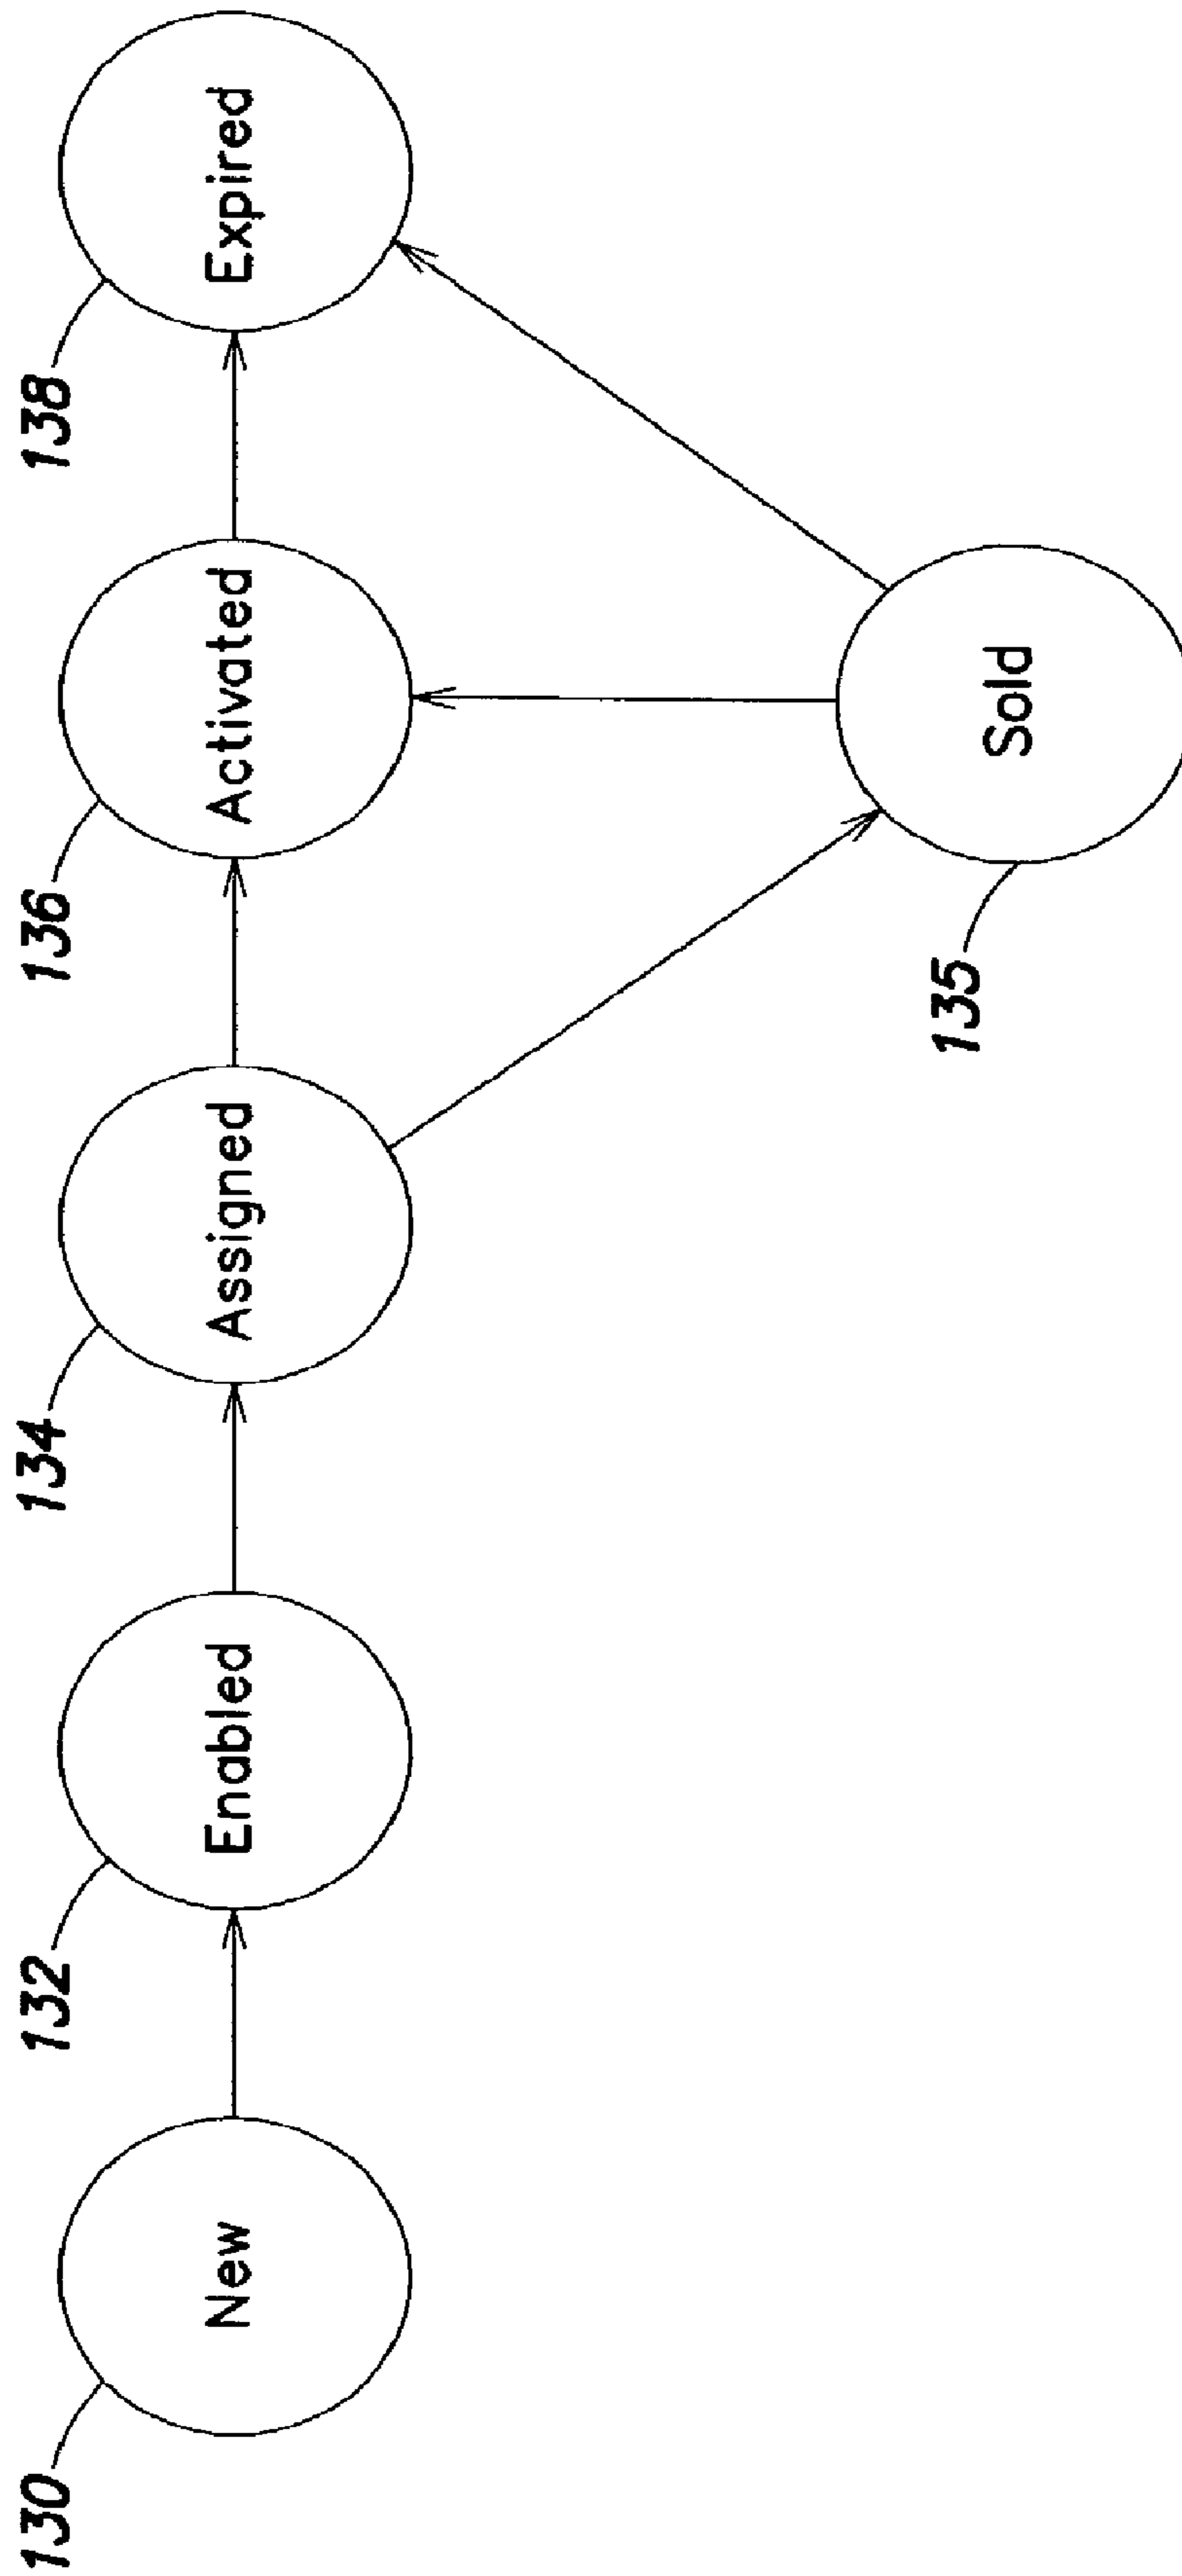 130
New
132
Enabled
134
Assigned
136
Activated
138
Expired
135
Sold